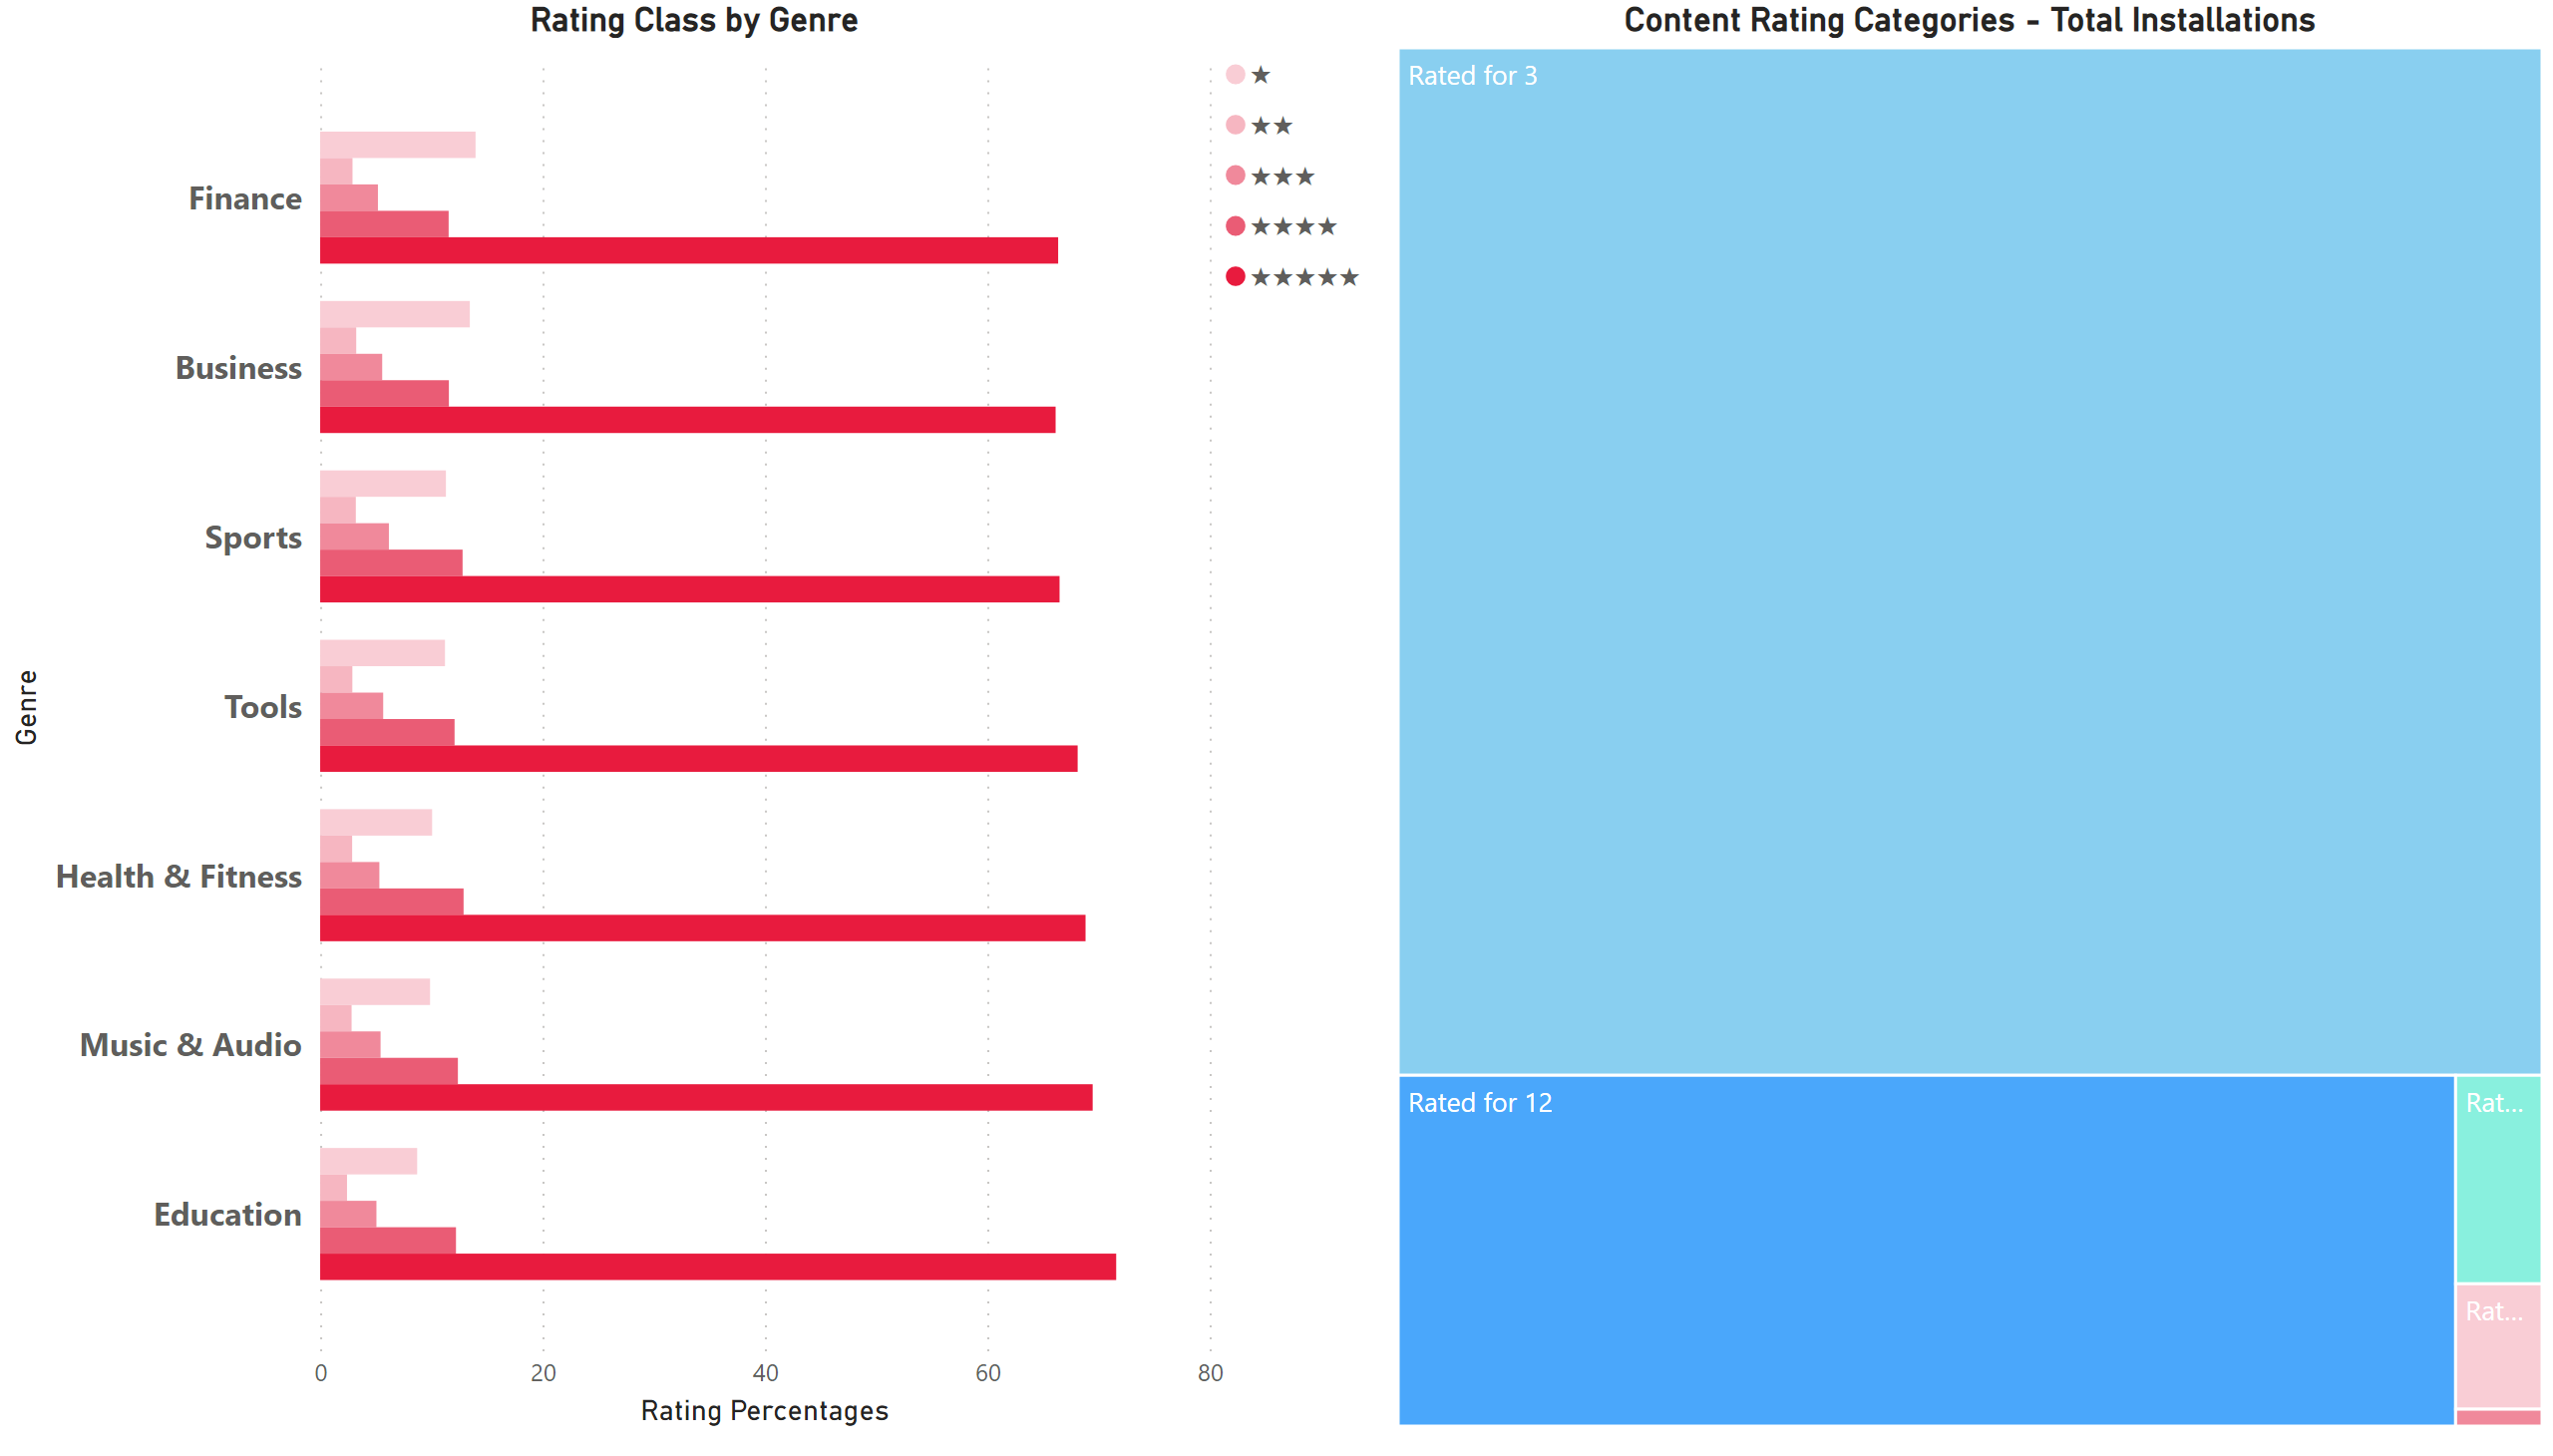 Rating Class by Genre
★
★★
★★★
★★★★
★★★★★
Genre
Finance
Business
Sports
Tools
Health & Fitness
Music & Audio
Education
0 20 40 60 80
Rating Percentages
Content Rating Categories - Total Installations
Rated for 3
Rated for 12
Rat...
Rat...